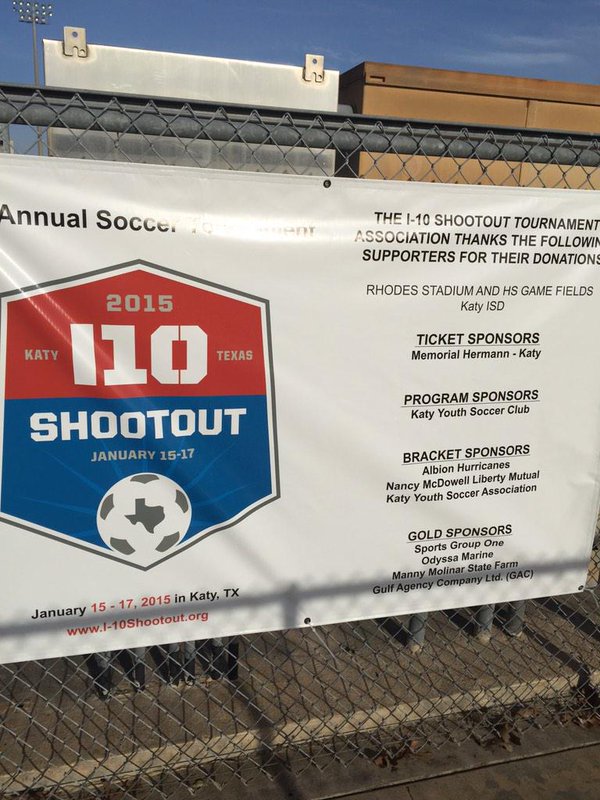 Annual Soccer Tournament
2015
KATY I10 TEXAS
SHOOTOUT
JANUARY 15-17
January 15 - 17, 2015 in Katy, TX
www.I-10Shootout.org
THE I-10 SHOOTOUT TOURNAMENT
ASSOCIATION THANKS THE FOLLOWIN
SUPPORTERS FOR THEIR DONATIONS
RHODES STADIUM AND HS GAME FIELDS
Katy ISD
TICKET SPONSORS
Memorial Hermann - Katy
PROGRAM SPONSORS
Katy Youth Soccer Club
BRACKET SPONSORS
Albion Hurricanes
Nancy McDowell Liberty Mutual
Katy Youth Soccer Association
GOLD SPONSORS
Sports Group One
Odyssa Marine
Manny Molinar State Farm
Gulf Agency Company Ltd. (GAC)